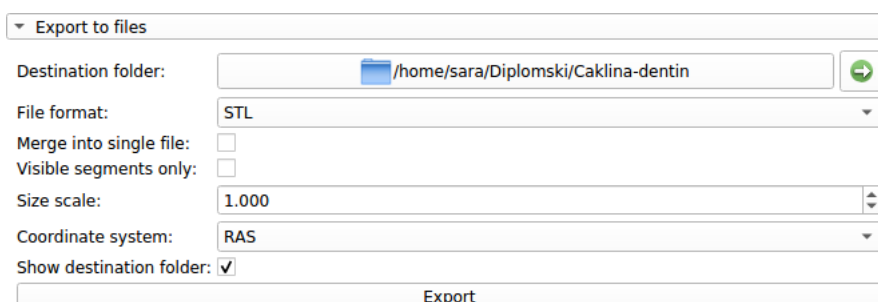 Export to files
Destination folder: /home/sara/Diplomski/Caklina-dentin
File format: STL
Merge into single file:
Visible segments only:
Size scale: 1.000
Coordinate system: RAS
Show destination folder:
Export